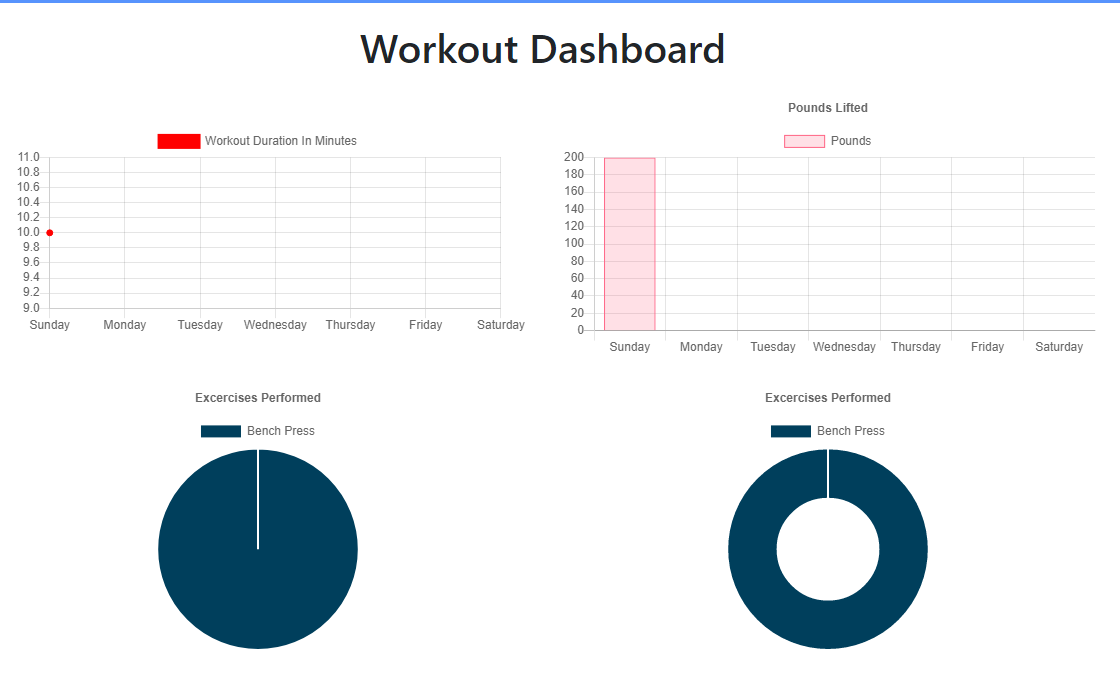 Workout Dashboard
Workout Duration In Minutes
11.0
10.8
10.6
10.4
10.2
10.0
9.8
9.6
9.4
9.2
9.0
Sunday Monday Tuesday Wednesday Thursday Friday Saturday
Pounds Lifted
Pounds
200
180
160
140
120
100
80
60
40
20
0
Sunday Monday Tuesday Wednesday Thursday Friday Saturday
Excercises Performed
Bench Press
Excercises Performed
Bench Press